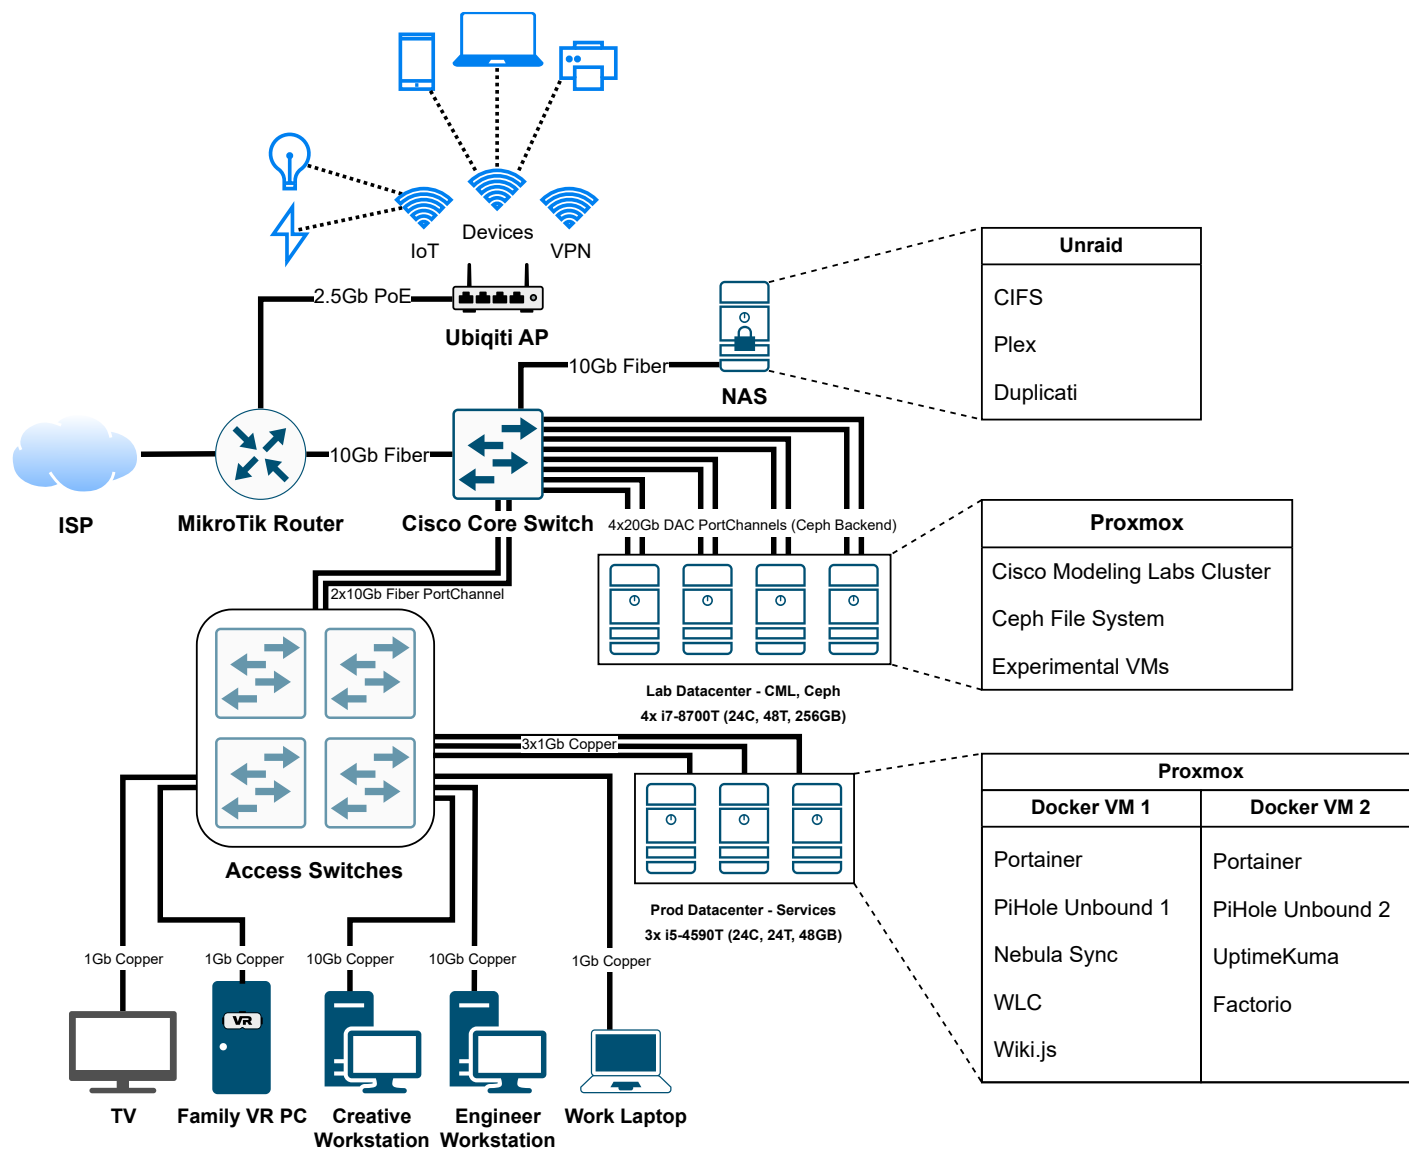 Devices
IoT
VPN
2.5Gb PoE
Ubiqiti AP
10Gb Fiber
NAS
Unraid
CIFS
Plex
Duplicati
ISP
MikroTik Router
10Gb Fiber
Cisco Core Switch
4x20Gb DAC PortChannels (Ceph Backend)
2x10Gb Fiber PortChannel
Lab Datacenter - CML, Ceph
4x i7-8700T (24C, 48T, 256GB)
Proxmox
Cisco Modeling Labs Cluster
Ceph File System
Experimental VMs
3x1Gb Copper
Access Switches
Prod Datacenter - Services
3x i5-4590T (24C, 24T, 48GB)
Proxmox
Docker VM 1
Portainer
PiHole Unbound 1
Nebula Sync
WLC
Wiki.js
Docker VM 2
Portainer
PiHole Unbound 2
UptimeKuma
Factorio
1Gb Copper
1Gb Copper
10Gb Copper
10Gb Copper
1Gb Copper
VR
TV
Family VR PC
Creative
Workstation
Engineer
Workstation
Work Laptop